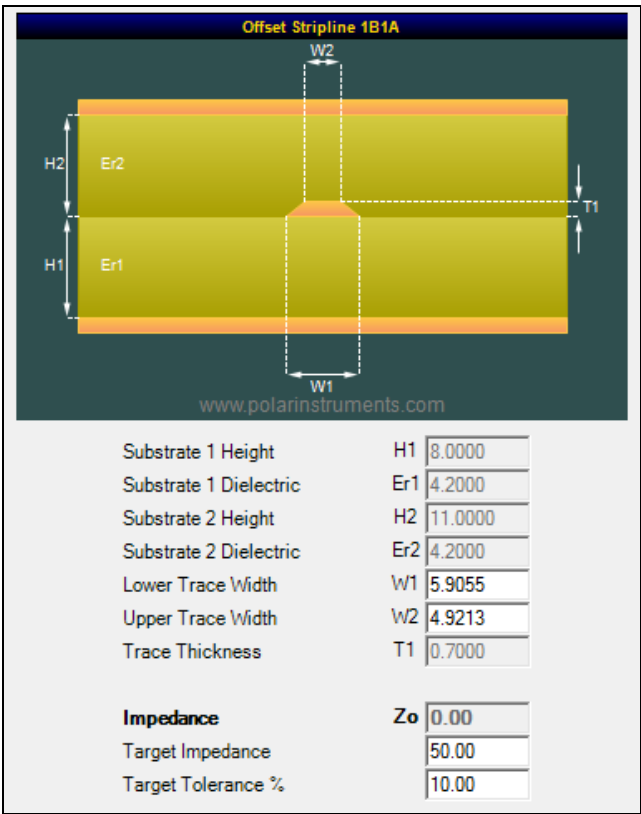 Offset Stripline 1B1A
W2
H2 Er2
T1
H1 Er1
W1
www.polarinstruments.com
Substrate 1 Height H1 8.0000
Substrate 1 Dielectric Er1 4.2000
Substrate 2 Height H2 11.0000
Substrate 2 Dielectric Er2 4.2000
Lower Trace Width W1 5.9055
Upper Trace Width W2 4.9213
Trace Thickness T1 0.7000
Impedance Zo 0.00
Target Impedance 50.00
Target Tolerance % 10.00